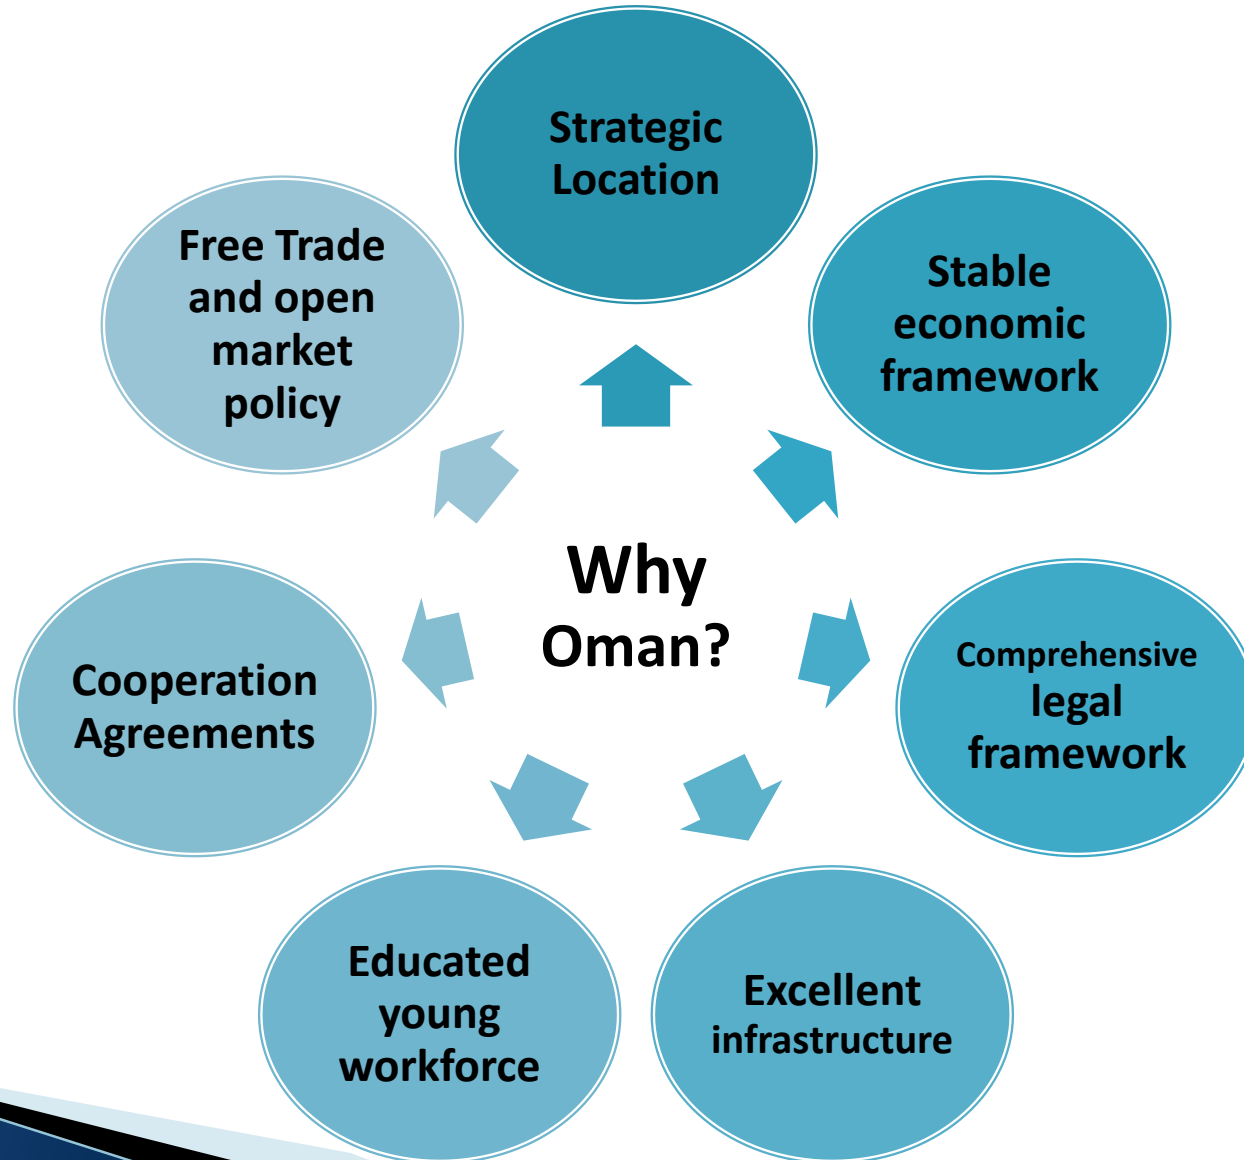 Strategic
Location
Stable
economic
framework
Comprehensive
legal
framework
Excellent
infrastructure
Educated
young
workforce
Cooperation
Agreements
Free Trade
and open
market
policy
Why
Oman?